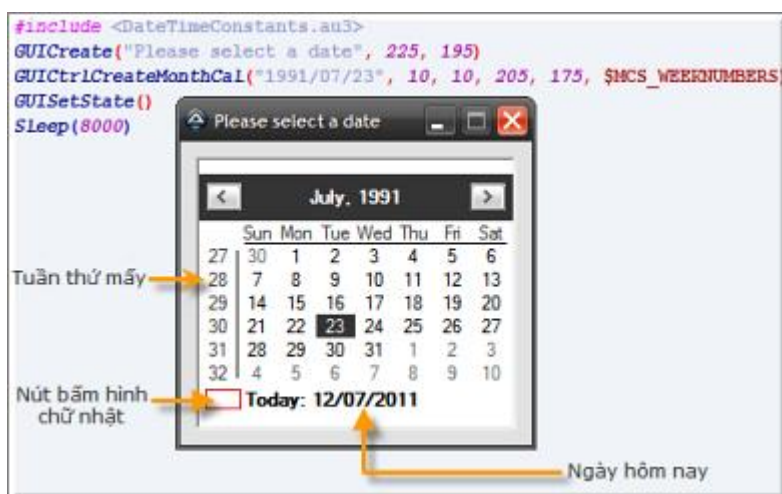 #include <DateTimeConstants.au3>
GUICreate("Please select a date", 225, 195)
GUICtrlCreateMonthCal("1991/07/23", 10, 10, 205, 175, $MCS_WEEKNUMBERS)
GUISetState()
Sleep(8000)
Please select a date
July, 1991
Sun Mon Tue Wed Thu Fri Sat
27 30 1 2 3 4 5 6
Tuần thứ mấy
28 7 8 9 10 11 12 13
29 14 15 16 17 18 19 20
30 21 22 23 24 25 26 27
31 28 29 30 31 1 2 3
32 4 5 6 7 8 9 10
Nút bấm hình
chữ nhật
Today: 12/07/2011
Ngày hôm nay